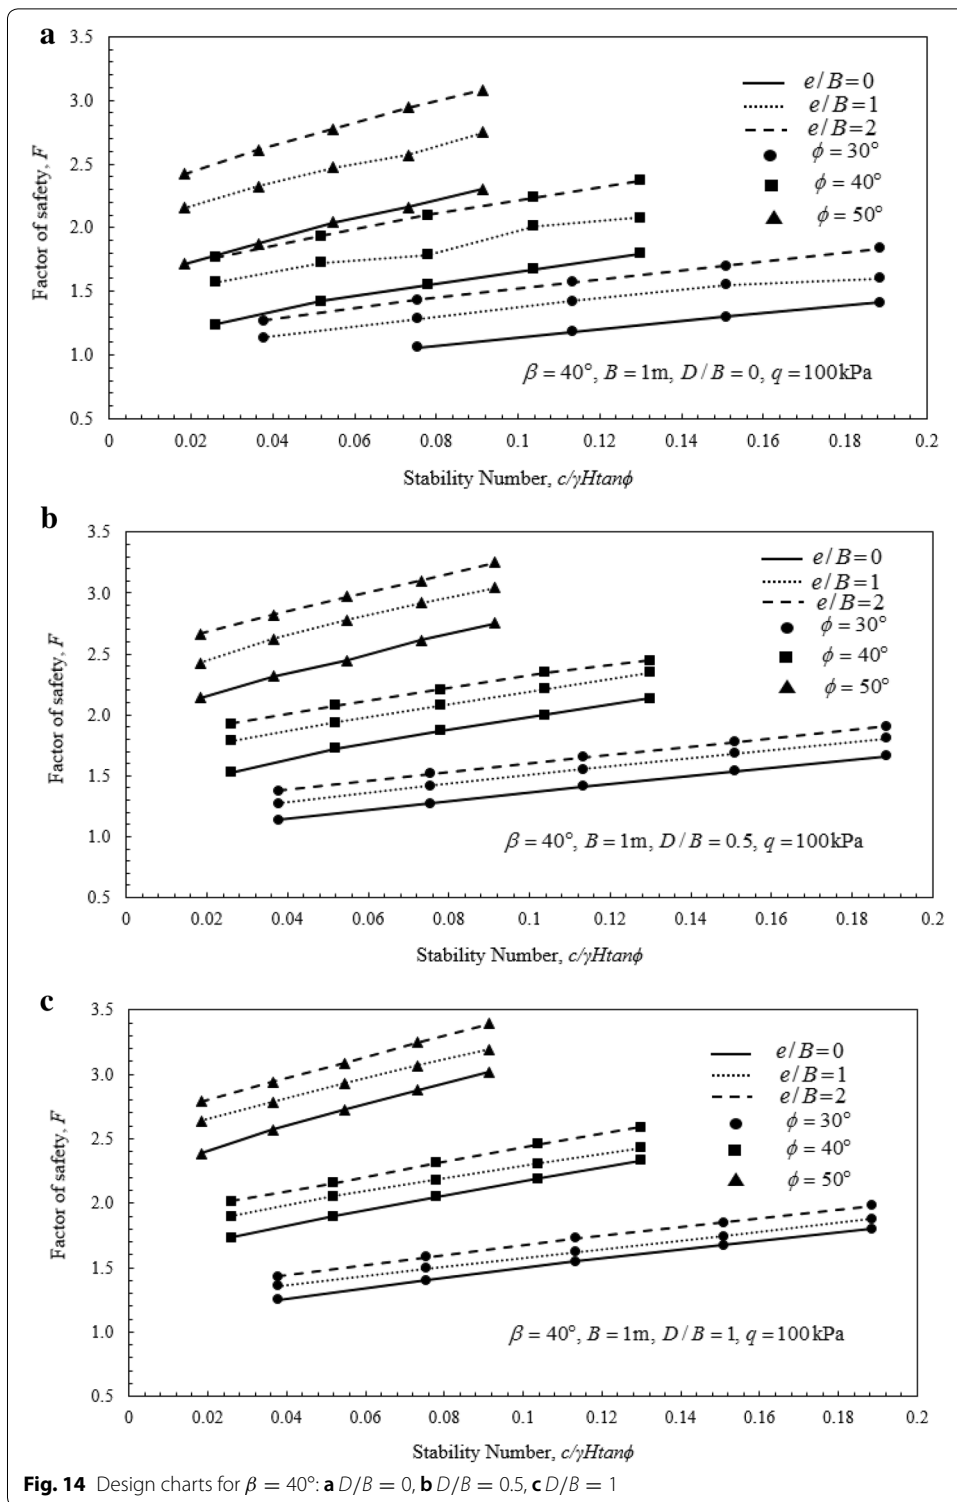 a
3.5
3.0
2.5
2.0
1.5
1.0
0.5
Factor of safety, F
e/B=0
e/B=1
e/B=2
ϕ=30°
ϕ=40°
ϕ=50°
β=40°, B=1m, D/B=0, q=100kPa
0 0.02 0.04 0.06 0.08 0.1 0.12 0.14 0.16 0.18 0.2
Stability Number, c/γHtanϕ
b
3.5
3.0
2.5
2.0
1.5
1.0
0.5
Factor of safety, F
e/B=0
e/B=1
e/B=2
ϕ=30°
ϕ=40°
ϕ=50°
β=40°, B=1m, D/B=0.5, q=100kPa
0 0.02 0.04 0.06 0.08 0.1 0.12 0.14 0.16 0.18 0.2
Stability Number, c/γHtanϕ
c
3.5
3.0
2.5
2.0
1.5
1.0
0.5
Factor of safety, F
e/B=0
e/B=1
e/B=2
ϕ=30°
ϕ=40°
ϕ=50°
β=40°, B=1m, D/B=1, q=100kPa
0 0.02 0.04 0.06 0.08 0.1 0.12 0.14 0.16 0.18 0.2
Stability Number, c/γHtanϕ
Fig. 14 Design charts for β = 40°: a D/B = 0, b D/B = 0.5, c D/B = 1